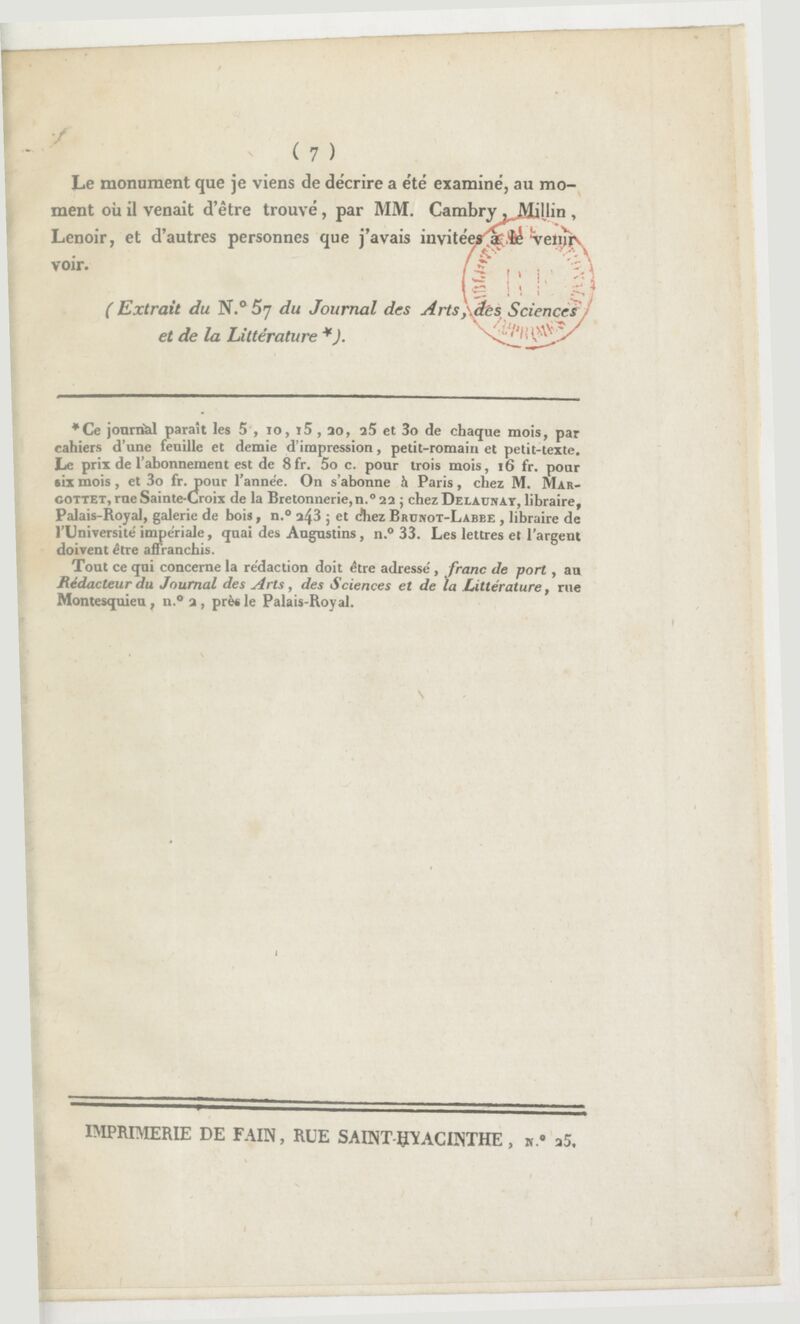 ( 7 )
Le monument que je viens de décrire a été examiné, au mo-
ment où il venait d'être trouvé, par MM. Cambry, Millin,
Lenoir, et d'autres personnes que j'avais invitées à le venir
voir.
(Extrait du N.° 57 du Journal des Arts, des Sciences
et de la Littérature *).
* Ce journal paraît les 5, 10, 15, 20, 25 et 30 de chaque mois, par
cahiers d'une feuille et demie d'impression, petit-romain et petit-texte.
Le prix de l'abonnement est de 8 fr. 50 c. pour trois mois, 16 fr. pour
six mois, et 30 fr. pour l'année. On s'abonne à Paris, chez M. MAR-
GOTTET, rue Sainte-Croix de la Bretonnerie, n.° 22; chez DELAUNAY, libraire,
Palais-Royal, galerie de bois, n.° 243; et chez BRUNOT-LABBE, libraire de
l'Université impériale, quai des Augustins, n.° 33. Les lettres et l'argent
doivent être affranchis.
Tout ce qui concerne la rédaction doit être adressé, franc de port, au
Rédacteur du Journal des Arts, des Sciences et de la Littérature, rue
Montesquieu, n.° 2, près le Palais-Royal.
IMPRIMERIE DE FAIN, RUE SAINT-HYACINTHE, N.° 25.